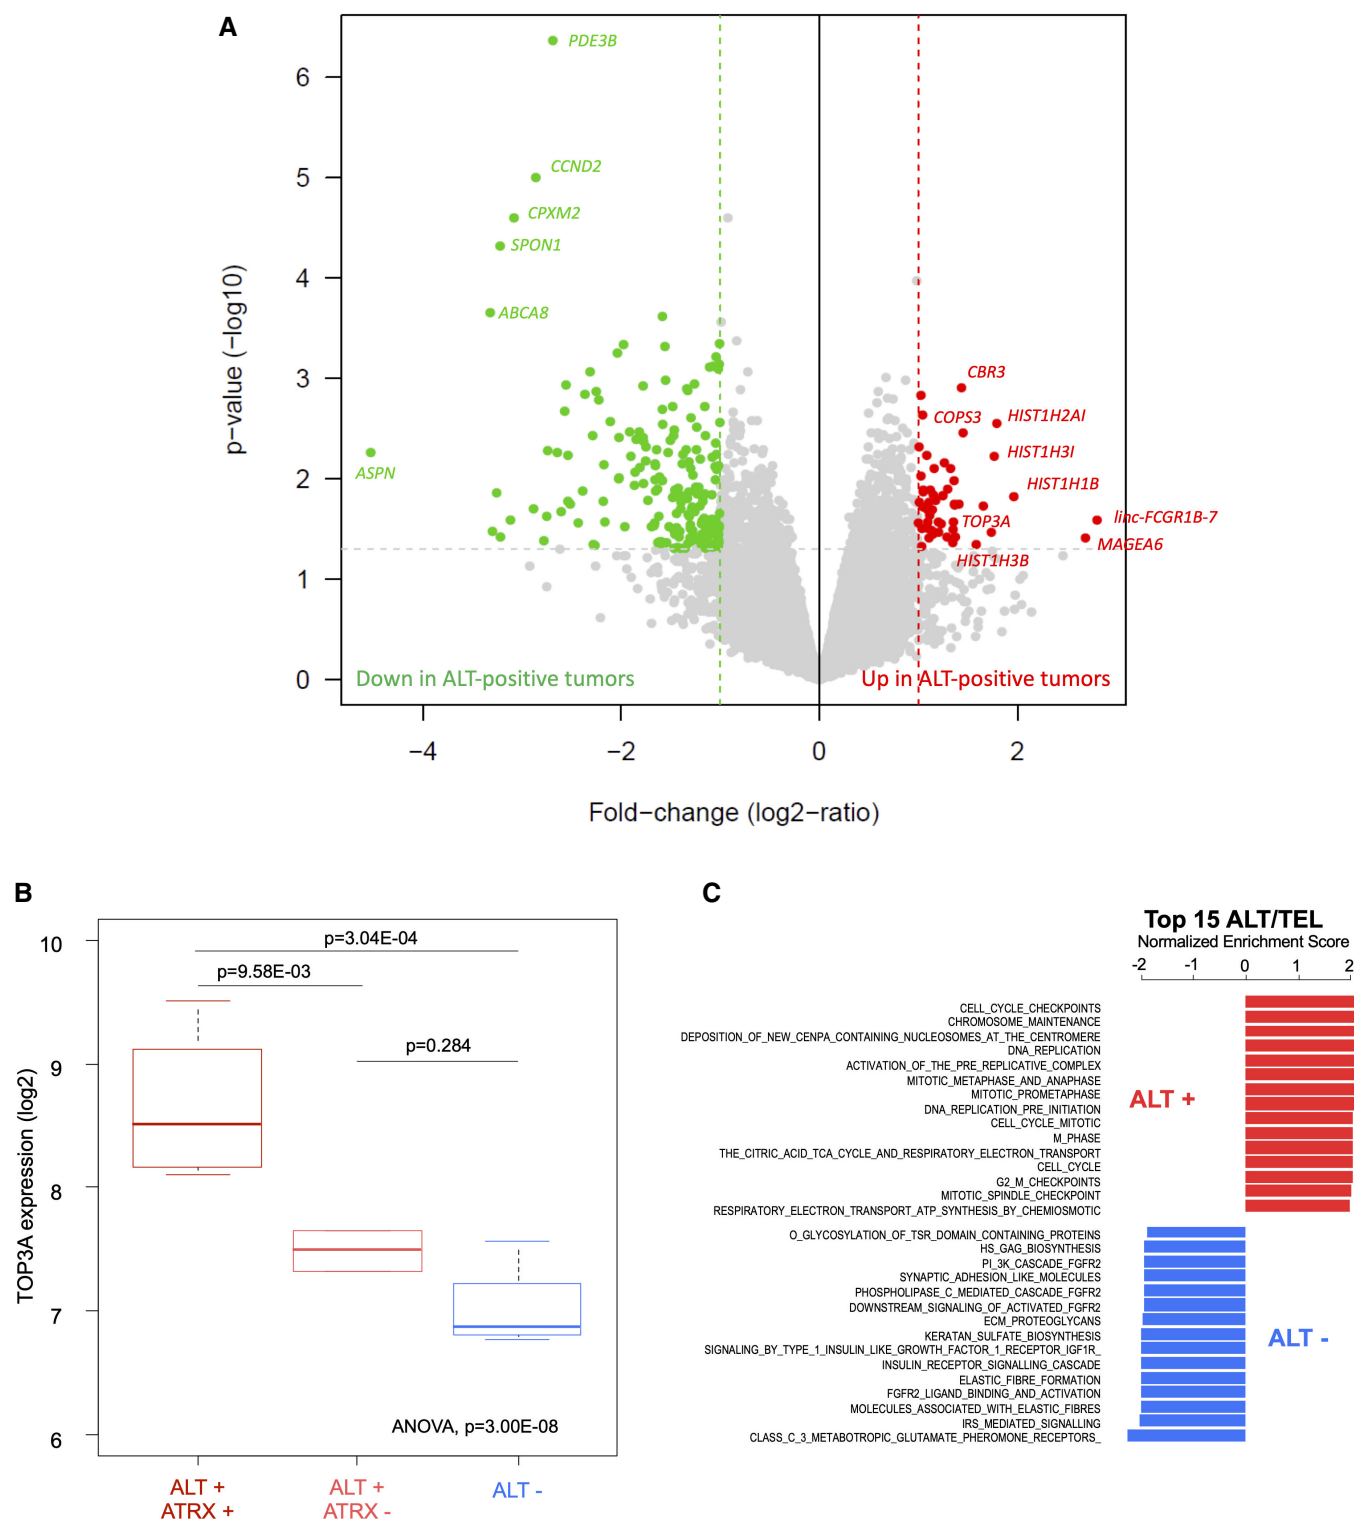 A
PDE3B
6
CCND2
5
CPXM2
SPON1
4
ABCA8
p-value (−log10)
3
CBR3
COPS3
HIST1H2AI
HIST1H3I
ASPN
2
HIST1H1B
linc-FCGR1B-7
TOP3A
MAGEA6
HIST1H3B
1
0
Down in ALT-positive tumors
Up in ALT-positive tumors
−4
−2
0
2
Fold−change (log2−ratio)
B
10
p=3.04E-04
p=9.58E-03
9
p=0.284
TOP3A expression (log2)
8
7
ANOVA, p=3.00E-08
6
ALT +
ATRX +
ALT +
ATRX -
ALT -
C
Top 15 ALT/TEL
Normalized Enrichment Score
-2 -1 0 1 2
CELL_CYCLE_CHECKPOINTS
CHROMOSOME_MAINTENANCE
DEPOSITION_OF_NEW_CENPA_CONTAINING_NUCLEOSOMES_AT_THE_CENTROMERE
DNA_REPLICATION
ACTIVATION_OF_THE_PRE_REPLICATIVE_COMPLEX
MITOTIC_METAPHASE_AND_ANAPHASE
MITOTIC_PROMETAPHASE
ALT +
DNA_REPLICATION_PRE_INITIATION
CELL_CYCLE_MITOTIC
M_PHASE
THE_CITRIC_ACID_TCA_CYCLE_AND_RESPIRATORY_ELECTRON_TRANSPORT
CELL_CYCLE
G2_M_CHECKPOINTS
MITOTIC_SPINDLE_CHECKPOINT
RESPIRATORY_ELECTRON_TRANSPORT_ATP_SYNTHESIS_BY_CHEMIOSMOTIC
O_GLYCOSYLATION_OF_TSR_DOMAIN_CONTAINING_PROTEINS
HS_GAG_BIOSYNTHESIS
PI_3K_CASCADE_FGFR2
SYNAPTIC_ADHESION_LIKE_MOLECULES
PHOSPHOLIPASE_C_MEDIATED_CASCADE_FGFR2
DOWNSTREAM_SIGNALING_OF_ACTIVATED_FGFR2
ECM_PROTEOGLYCANS
KERATAN_SULFATE_BIOSYNTHESIS
ALT -
SIGNALING_BY_TYPE_1_INSULIN_LIKE_GROWTH_FACTOR_1_RECEPTOR_IGF1R_
INSULIN_RECEPTOR_SIGNALLING_CASCADE
ELASTIC_FIBRE_FORMATION
FGFR2_LIGAND_BINDING_AND_ACTIVATION
MOLECULES_ASSOCIATED_WITH_ELASTIC_FIBRES
IRS_MEDIATED_SIGNALLING
CLASS_C_3_METABOTROPIC_GLUTAMATE_PHEROMONE_RECEPTORS_